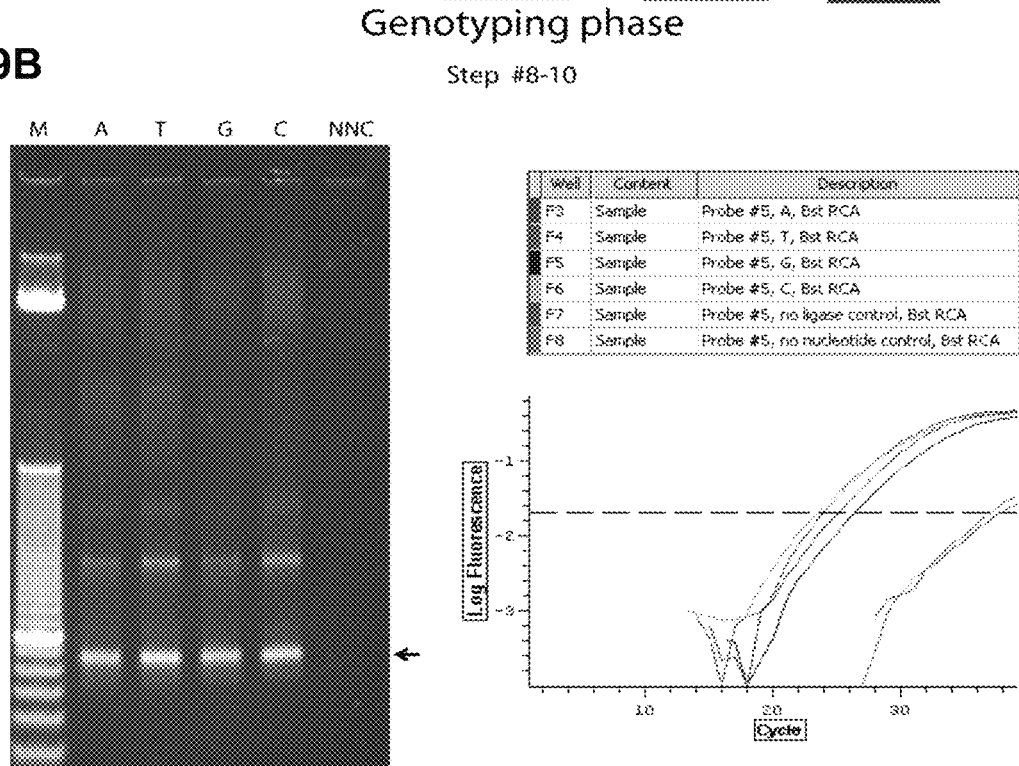 Genotyping phase
9B
Step #8-10
M A T G C NNC
Well Content Description
F3 Sample Probe #5, A, Bst RCA
F4 Sample Probe #5, T, Bst RCA
F5 Sample Probe #5, G, Bst RCA
F6 Sample Probe #5, C, Bst RCA
F7 Sample Probe #5, no ligase control, Bst RCA
F8 Sample Probe #5, no nucleotide control, Bst RCA
Log Fluorescence
-1
-2
-3
10 20 30
Cycle